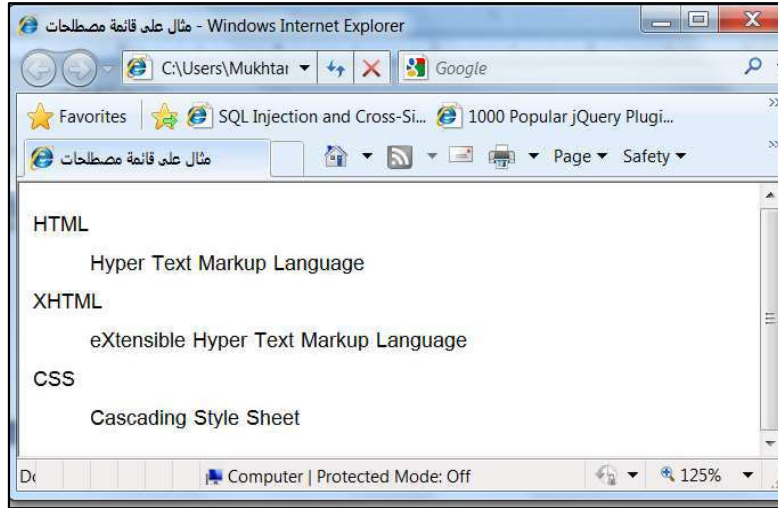 مثال على قائمة مصطلحات - Windows Internet Explorer
C:\Users\Mukhtar
Google
Favorites SQL Injection and Cross-Si... 1000 Popular jQuery Plugi...
مثال على قائمة مصطلحات Page Safety
HTML
Hyper Text Markup Language
XHTML
eXtensible Hyper Text Markup Language
CSS
Cascading Style Sheet
Computer | Protected Mode: Off 125%